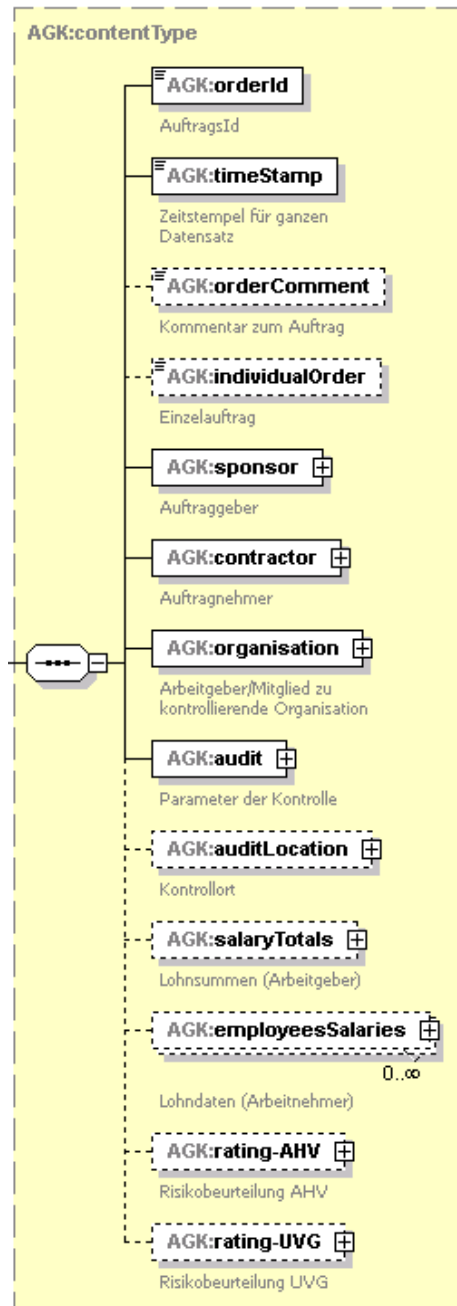 AGK:contentType
AGK:orderId
AuftragsId
AGK:timeStamp
Zeitstempel für ganzen
Datensatz
AGK:orderComment
Kommentar zum Auftrag
AGK:individualOrder
Einzelauftrag
AGK:sponsor
Auftraggeber
AGK:contractor
Auftragnehmer
AGK:organisation
Arbeitgeber/Mitglied zu
kontrollierende Organisation
AGK:audit
Parameter der Kontrolle
AGK:auditLocation
Kontrollort
AGK:salaryTotals
Lohnsummen (Arbeitgeber)
AGK:employeesSalaries
0..∞
Lohndaten (Arbeitnehmer)
AGK:rating-AHV
Risikobeurteilung AHV
AGK:rating-UVG
Risikobeurteilung UVG